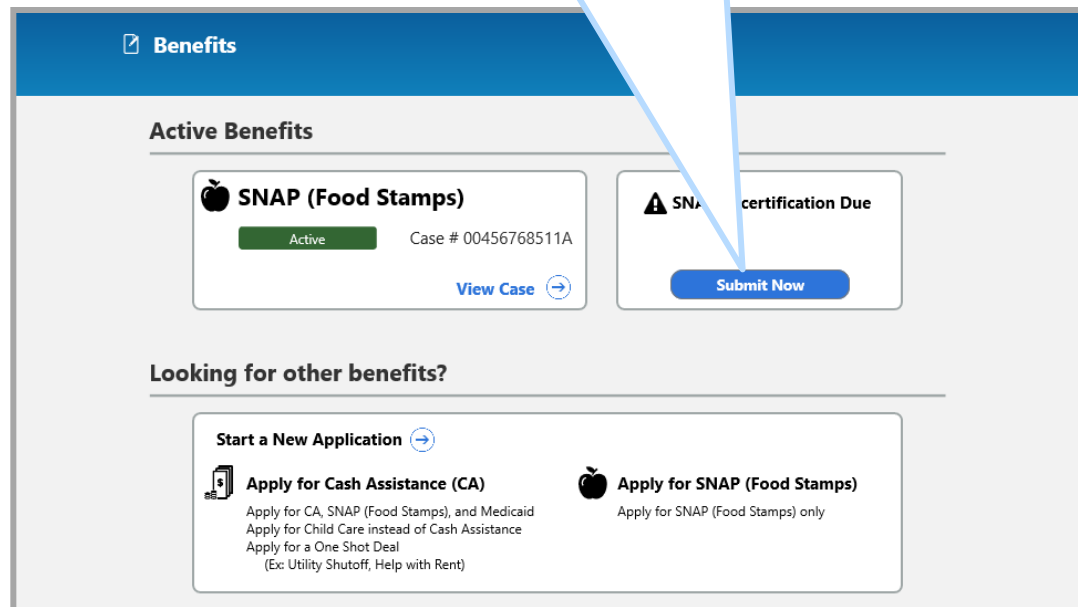 Benefits
Active Benefits
SNAP (Food Stamps)
Active Case # 00456768511A
View Case
SNA certification Due
Submit Now
Looking for other benefits?
Start a New Application
Apply for Cash Assistance (CA)
Apply for CA, SNAP (Food Stamps), and Medicaid
Apply for Child Care instead of Cash Assistance
Apply for a One Shot Deal
(Ex: Utility Shutoff, Help with Rent)
Apply for SNAP (Food Stamps)
Apply for SNAP (Food Stamps) only